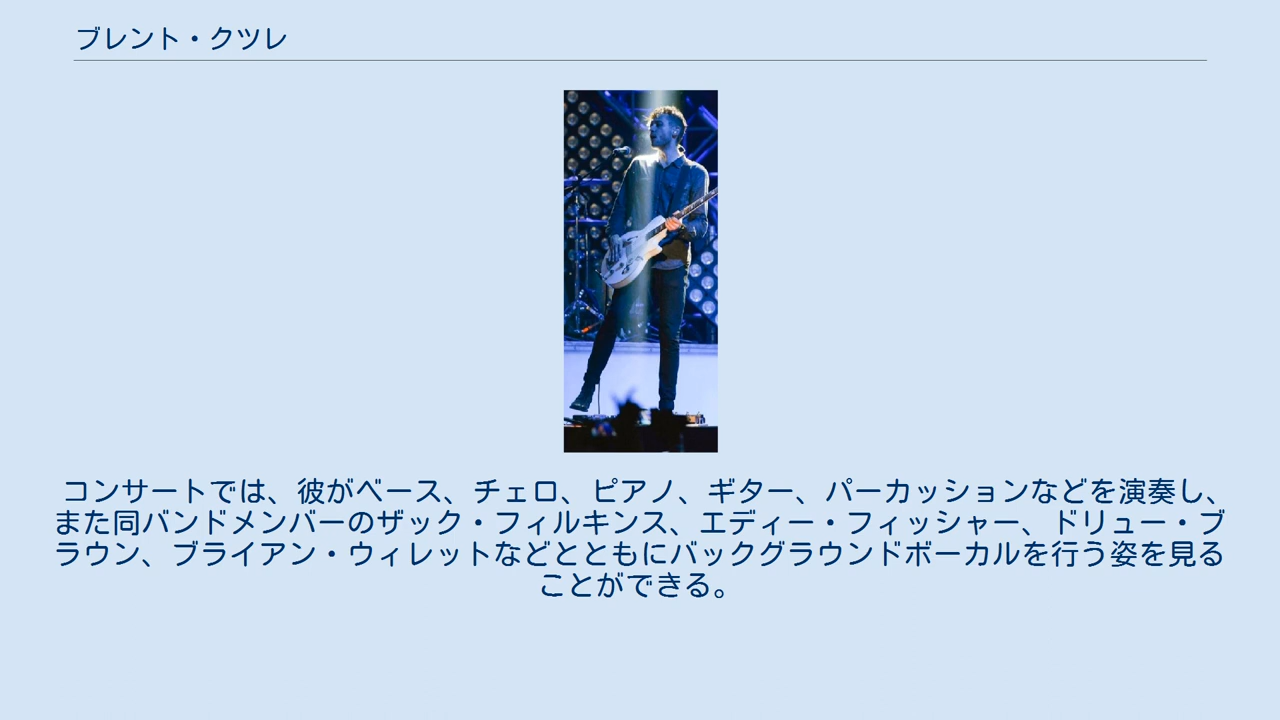 ブレント・クツレ
コンサートでは、彼がベース、チェロ、ピアノ、ギター、パーカッションなどを演奏し、
また同バンドメンバーのザック・フィルキンス、エディー・フィッシャー、ドリュー・ブ
ラウン、ブライアン・ウィレットなどとともにバックグラウンドボーカルを行う姿を見る
ことができる。